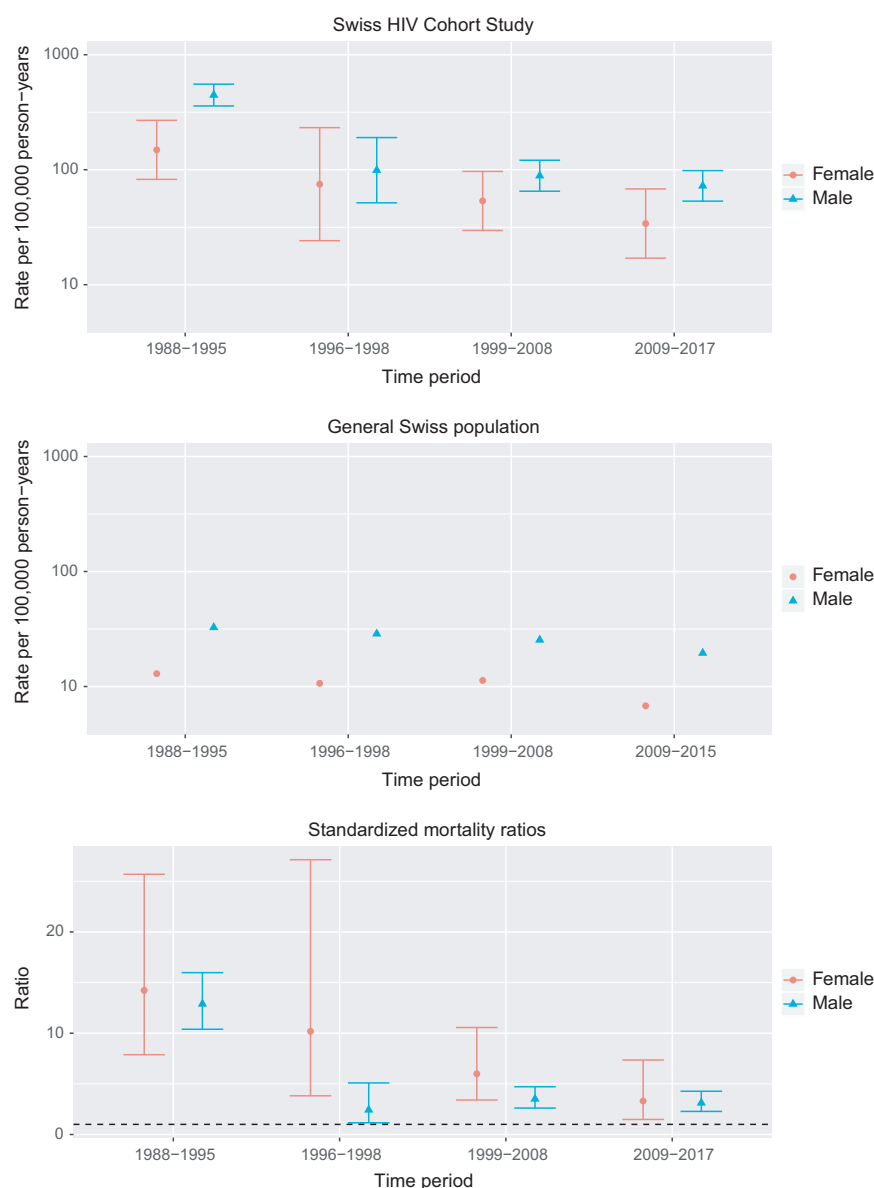 Swiss HIV Cohort Study
Rate per 100,000 person−years
1000
100
10
1988−1995 1996−1998 1999−2008 2009−2017
Time period
Female
Male
General Swiss population
Rate per 100,000 person−years
1000
100
10
1988−1995 1996−1998 1999−2008 2009−2015
Time period
Female
Male
Standardized mortality ratios
Ratio
20
10
0
1988−1995 1996−1998 1999−2008 2009−2017
Time period
Female
Male